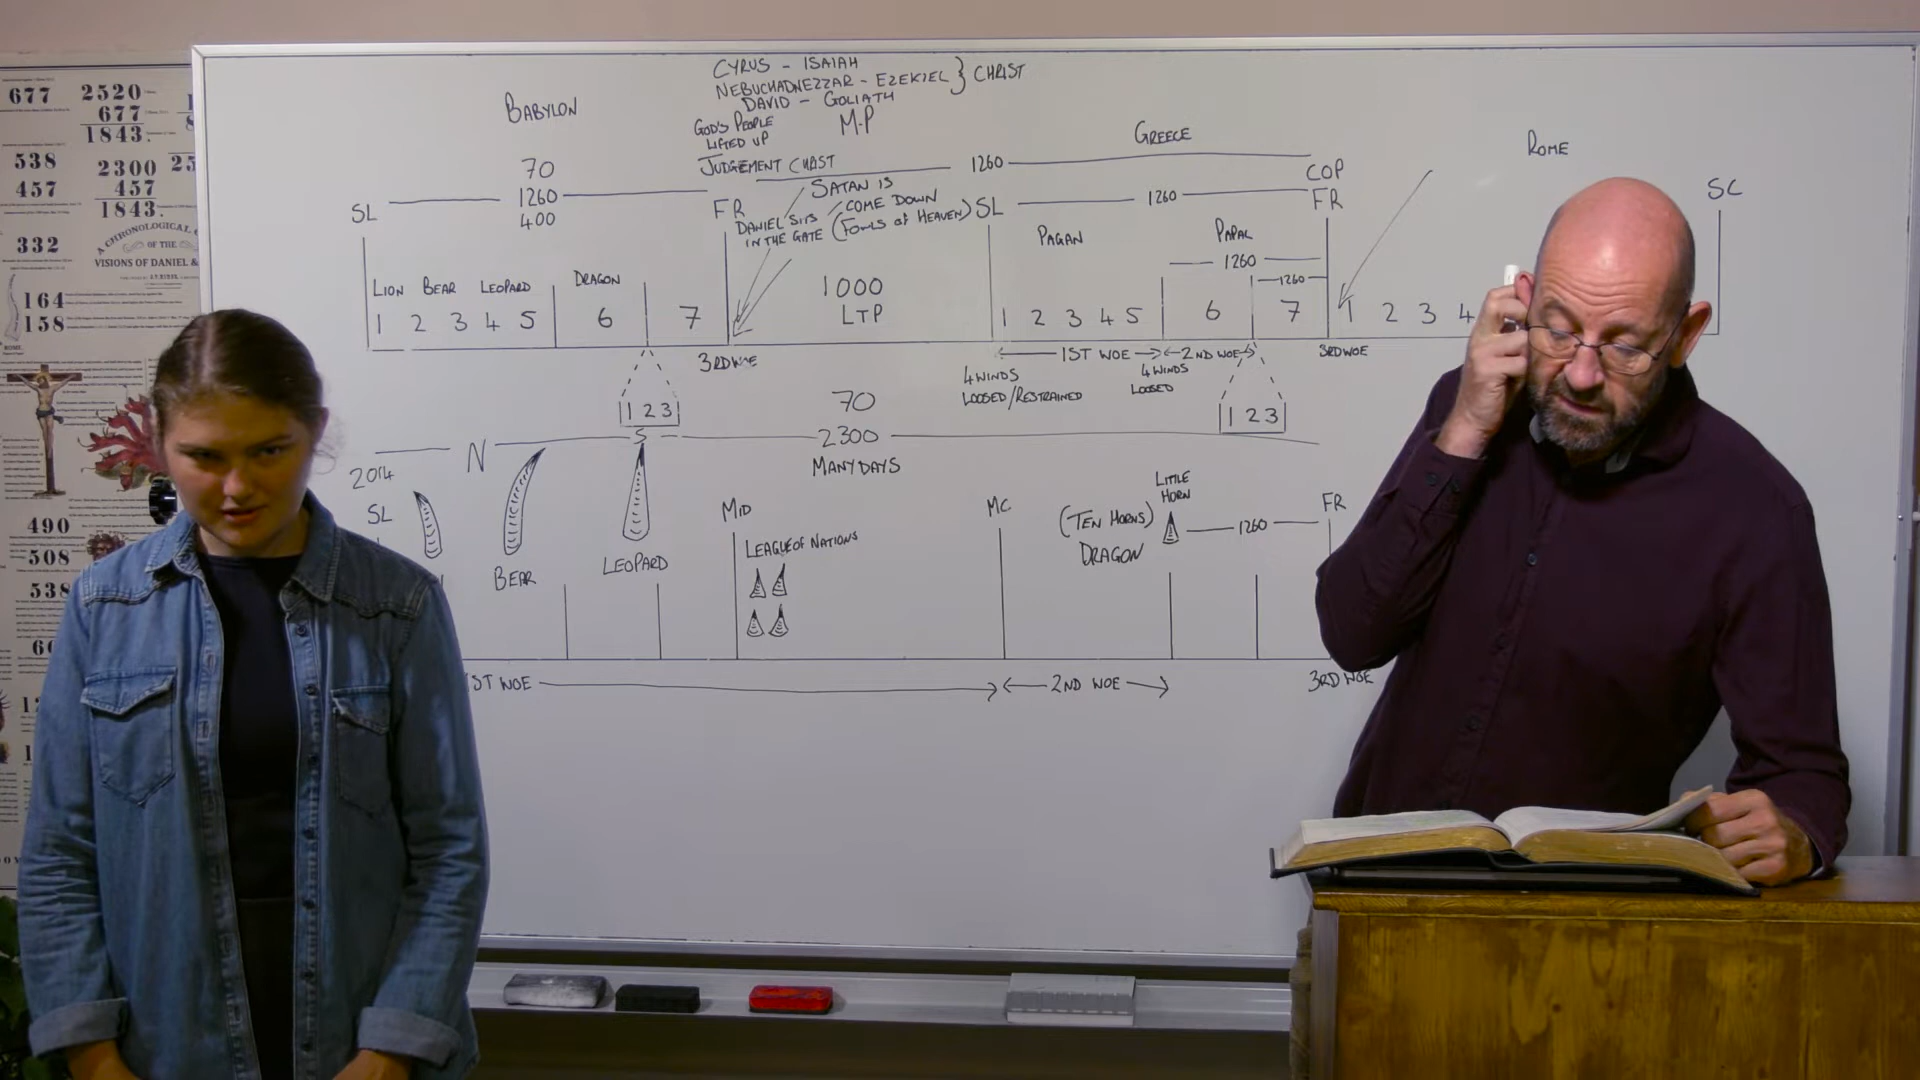 CYRUS - ISAIAH
NEBUCHADNEZZAR - EZEKIEL } CHRIST
DAVID - GOLIATH
BABYLON
GOD'S PEOPLE
LIFTED UP
M.P
GREECE
ROME
JUDGEMENT CHAST
1260
COP
70
1260
400
SL
FR
SATAN IS
COME DOWN
(FOWLS OF HEAVEN)
DANIEL SITS
IN THE GATE
SL
1260
FR
SC
PAGAN
PAPAL
1260
1260
LION BEAR LEOPARD DRAGON
1 2 3 4 5 6 7
1000
LTP
1 2 3 4 5 6 7
1 2 3 4
3RD WOE
1ST WOE
2ND WOE
3RD WOE
4 WINDS
LOOSED/RESTRAINED
4 WINDS
LOOSED
1 2 3
70
1 2 3
N
S
2300
MANY DAYS
2014
SL
BEAR
LEOPARD
MID
LEAGUE OF NATIONS
MC
(TEN HORNS)
DRAGON
LITTLE
HORN
1260
FR
1ST WOE
2ND WOE
3RD WOE
677
2520
677
1843.
538
457
2300
457
1843.
332
A CHRONOLOGICAL
OF THE
VISIONS OF DANIEL &
164
158
490
508
538